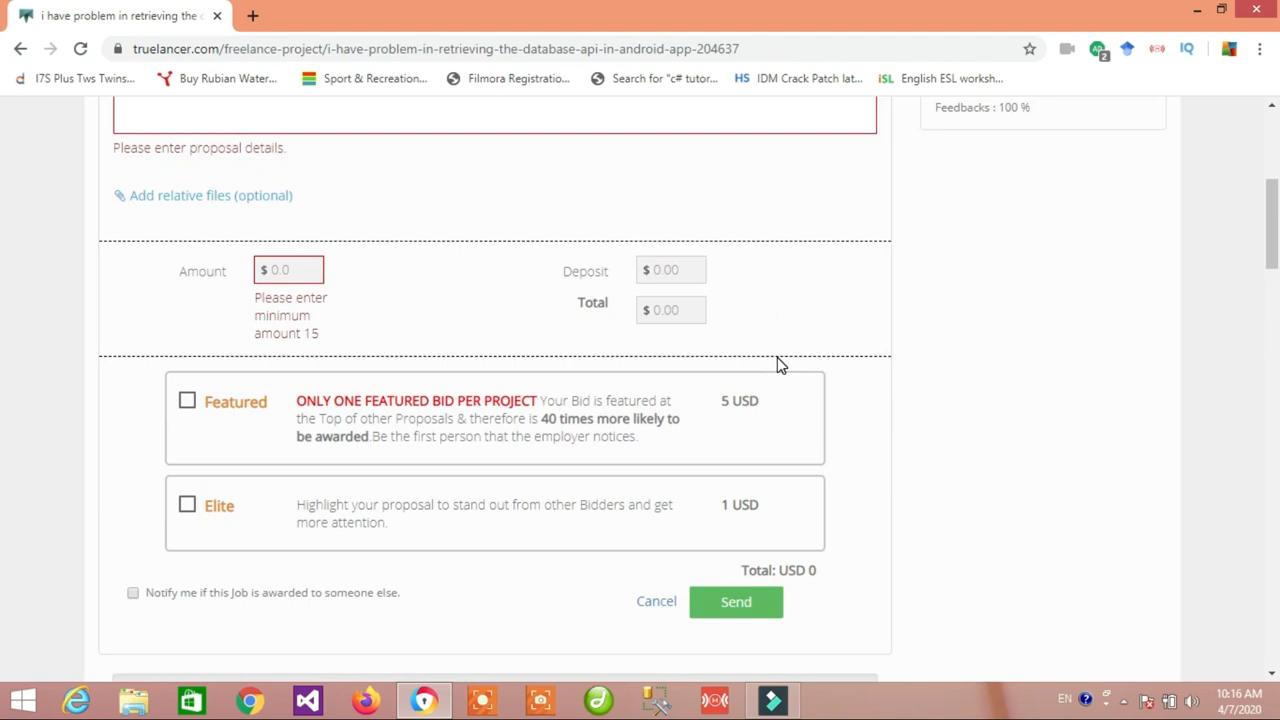 i have problem in retrieving the d
truelancer.com/freelance-project/i-have-problem-in-retrieving-the-database-api-in-android-app-204637
2
I7S Plus Tws Twins...
Buy Rubian Water...
Sport & Recreation...
Filmora Registratio...
Search for "c# tutor...
HS IDM Crack Patch lat...
iSL English ESL worksh...
Feedbacks : 100 %
Please enter proposal details.
Add relative files (optional)
Amount $ 0.0 Deposit $ 0.00
Please enter
minimum
amount 15
Total $ 0.00
Featured ONLY ONE FEATURED BID PER PROJECT Your Bid is featured at 5 USD
the Top of other Proposals & therefore is 40 times more likely to
be awarded.Be the first person that the employer notices.
Elite Highlight your proposal to stand out from other Bidders and get 1 USD
more attention.
Total: USD 0
Notify me if this Job is awarded to someone else.
Cancel Send
EN 10:16 AM
4/7/2020